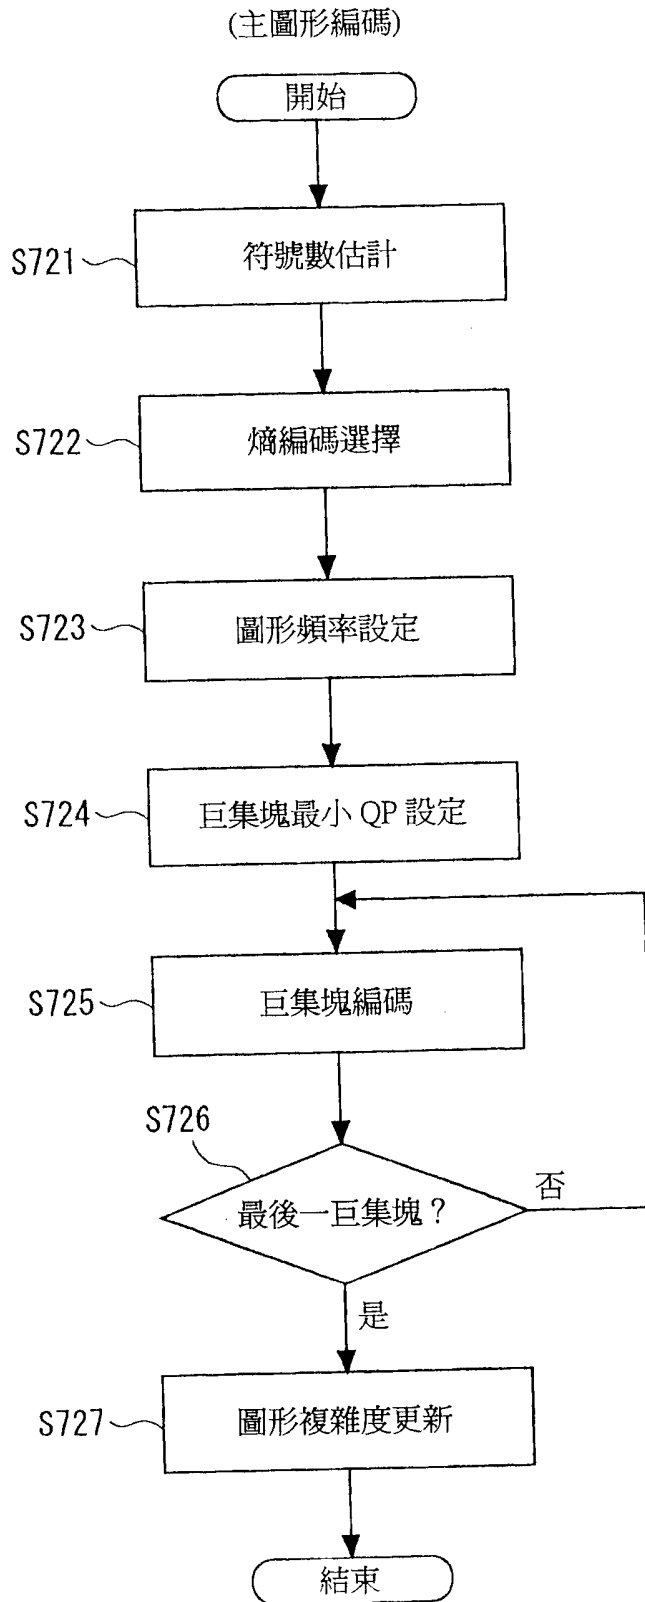 (主圖形編碼)
開始
S721
符號數估計
S722
熵編碼選擇
S723
圖形頻率設定
S724
巨集塊最小 QP 設定
S725
巨集塊編碼
S726
最後一巨集塊？
否
是
S727
圖形複雜度更新
結束